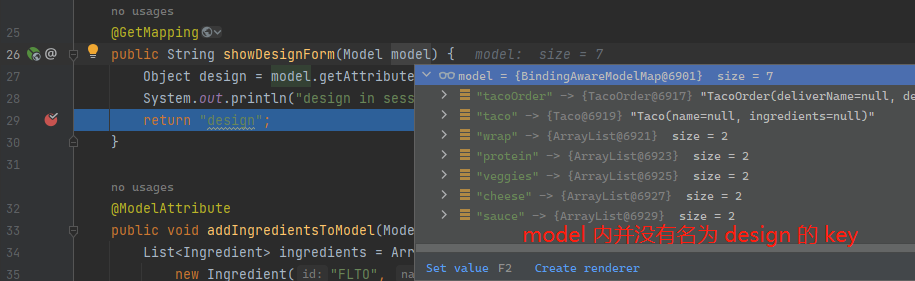 no usages
25 @GetMapping
26 public String showDesignForm(Model model) { model: size = 7
27 Object design = model.getAttribute
28 System.out.println("design in sess
29 return "design";
30 }
31
no usages
32 @ModelAttribute
33 public void addIngredientsToModel(Mode
34 List<Ingredient> ingredients = Arr
35 new Ingredient( id: "FLTO", na
model = {BindingAwareModelMap@6901} size = 7
"tacoOrder" -> {TacoOrder@6917} "TacoOrder(deliverName=null, de
"taco" -> {Taco@6919} "Taco(name=null, ingredients=null)"
"wrap" -> {ArrayList@6921} size = 2
"protein" -> {ArrayList@6923} size = 2
"veggies" -> {ArrayList@6925} size = 2
"cheese" -> {ArrayList@6927} size = 2
"sauce" -> {ArrayList@6929} size = 2
model 内并没有名为 design 的 key
Set value F2 Create renderer